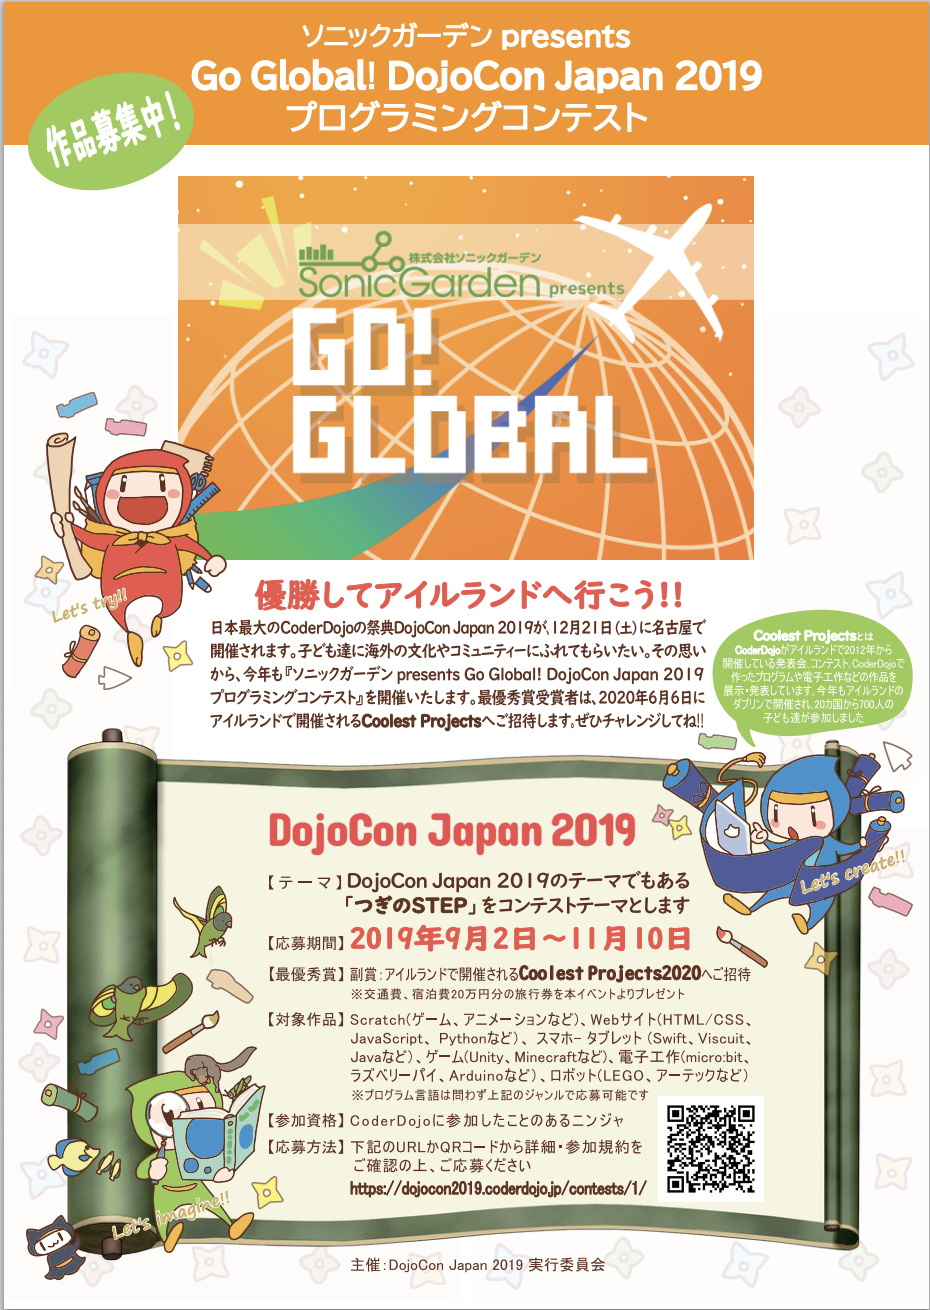 ソニックガーデン presents
Go Global! DojoCon Japan 2019
プログラミングコンテスト
作品募集中!
株式会社ソニックガーデン
SonicGarden presents
GO!
GLOBAL
Let's try!!
優勝してアイルランドへ行こう!!
日本最大のCoderDojoの祭典DojoCon Japan 2019が、12月21日(土)に名古屋で
開催されます。子ども達に海外の文化やコミュニティーにふれてもらいたい。その思い
から、今年も『ソニックガーデン presents Go Global! DojoCon Japan 2019
プログラミングコンテスト』を開催いたします。最優秀賞受賞者は、2020年6月6日に
アイルランドで開催されるCoolest Projectsへご招待します。ぜひチャレンジしてね!!
Coolest Projectsとは
CoderDojoがアイルランドで2012年から
開催している発表会、コンテスト。CoderDojoで
作ったプログラムや電子工作などの作品を
展示・発表しています。今年もアイルランドの
ダブリンで開催され、20カ国から700人の
子ども達が参加しました
Let's create!!
DojoCon Japan 2019
【テーマ】DojoCon Japan 2019のテーマでもある
「つぎのSTEP」をコンテストテーマとします
【応募期間】2019年9月2日〜11月10日
【最優秀賞】副賞:アイルランドで開催されるCoolest Projects2020へご招待
※交通費、宿泊費20万円分の旅行券を本イベントよりプレゼント
【対象作品】Scratch(ゲーム、アニメーションなど)、Webサイト(HTML/CSS、
JavaScript、Pythonなど)、スマホ- タブレット (Swift、Viscuit、
Javaなど)、ゲーム(Unity、Minecraftなど)、電子工作(micro:bit、
ラズベリーパイ、Arduinoなど)、ロボット(LEGO、アーテックなど)
※プログラム言語は問わず上記のジャンルで応募可能です
【参加資格】CoderDojoに参加したことのあるニンジャ
【応募方法】下記のURLかQRコードから詳細・参加規約を
ご確認の上、ご応募ください
https://dojocon2019.coderdojo.jp/contests/1/
Let's imagine!!
主催:DojoCon Japan 2019 実行委員会